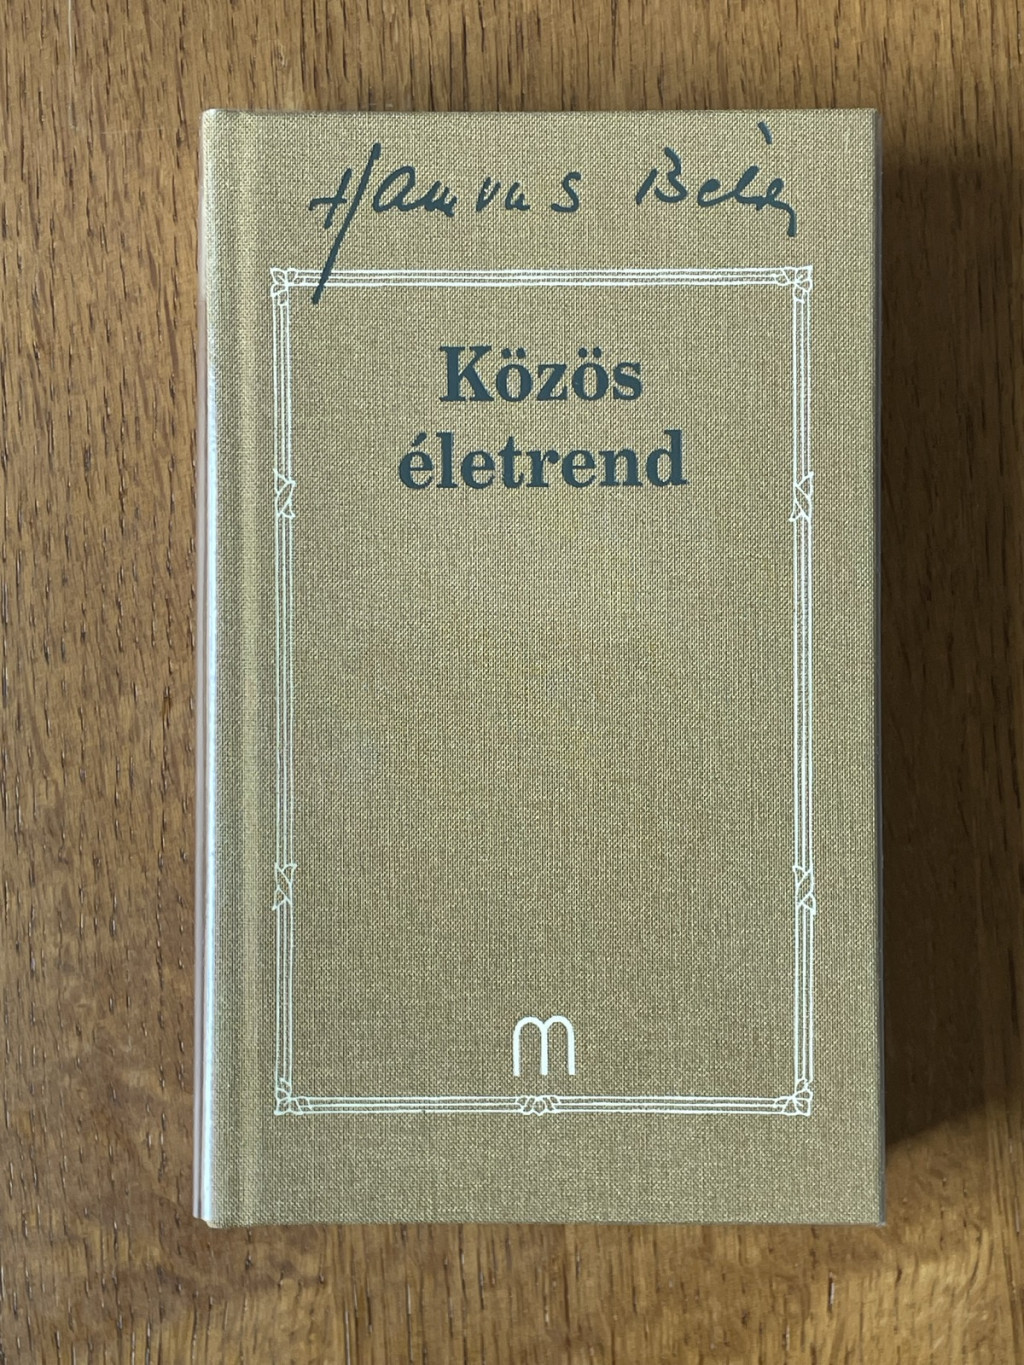 Hamvas Béla
Közös
életrend
m